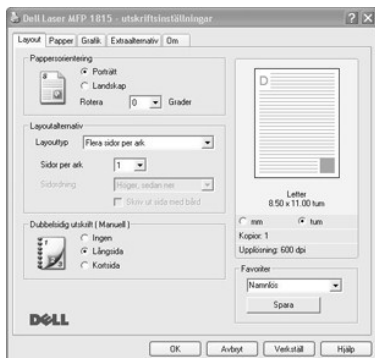 Dell Laser MFP 1815 - utskriftsinställningar
Layout Papper Grafik Extraalternativ Om
Pappersorientering
Porträtt
Landskap
Rotera 0 Grader
Layoutalternativ
Layouttyp Flera sidor per ark
Sidor per ark 1
Sidordning Höger, sedan ner
Skriv ut sida med bård
Dubbelsidig utskrift ( Manuell )
Ingen
Långsida
Kortsida
DELL
Letter
8.50 x 11.00 tum
mm tum
Kopior: 1
Upplösning: 600 dpi
Favoriter
Namnlös
Spara
OK Avbryt Verkställ Hjälp